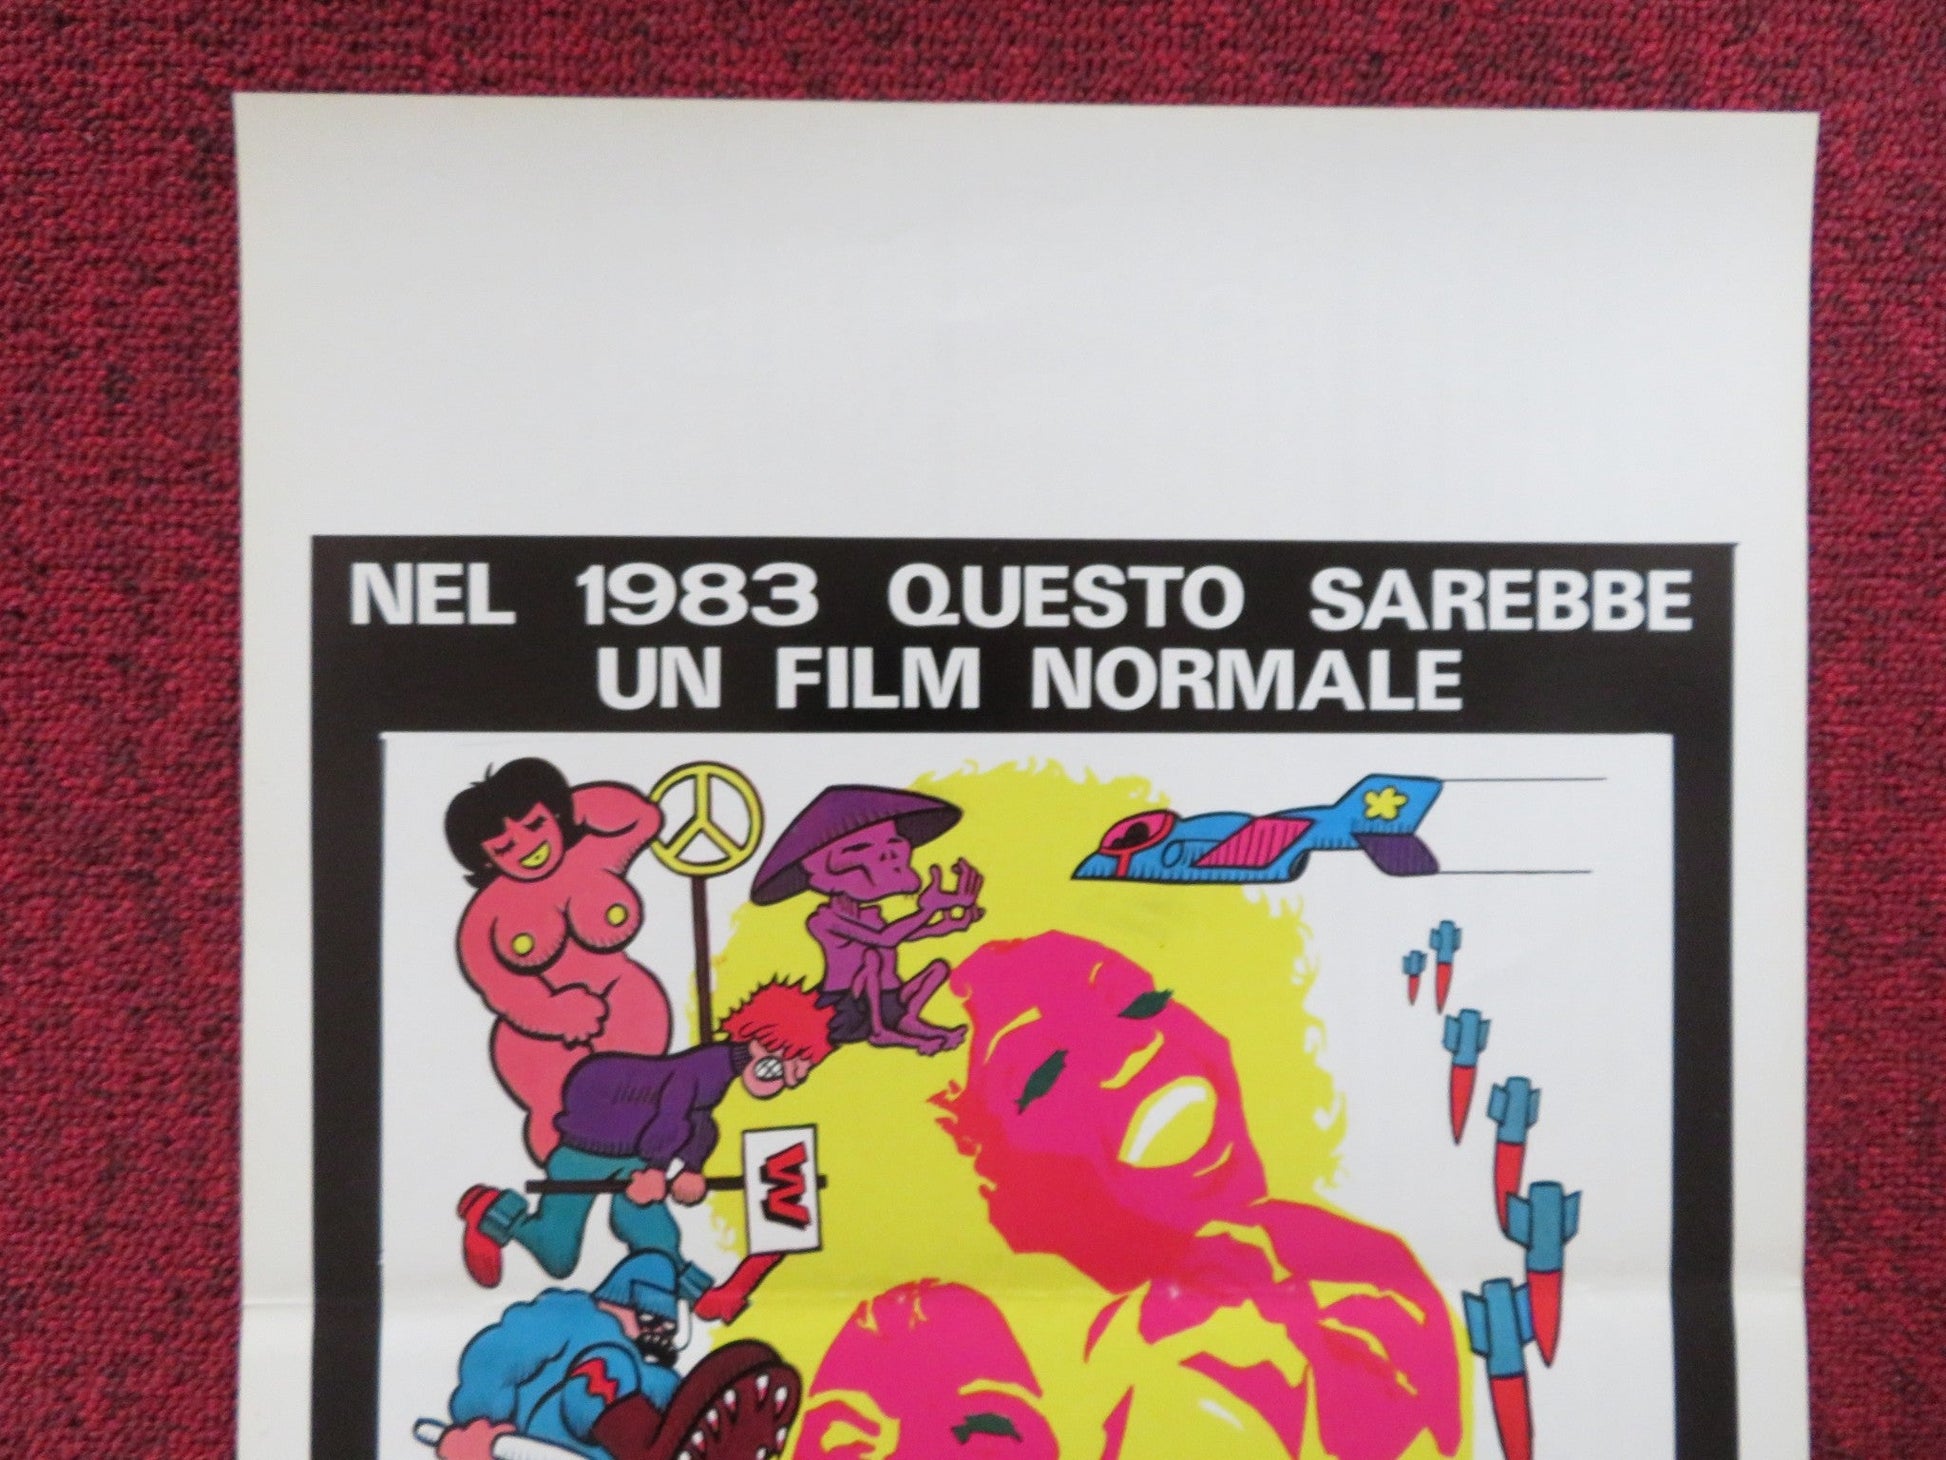 NEL 1983 QUESTO SAREBBE
UN FILM NORMALE
W